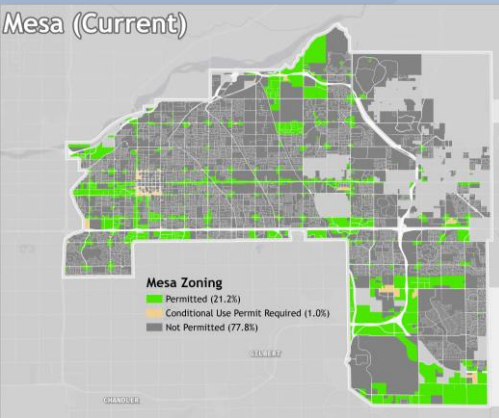 Mesa (Current)
Mesa Zoning
Permitted (21.2%)
Conditional Use Permit Required (1.0%)
Not Permitted (77.8%)
GILBERT
CHANDLER